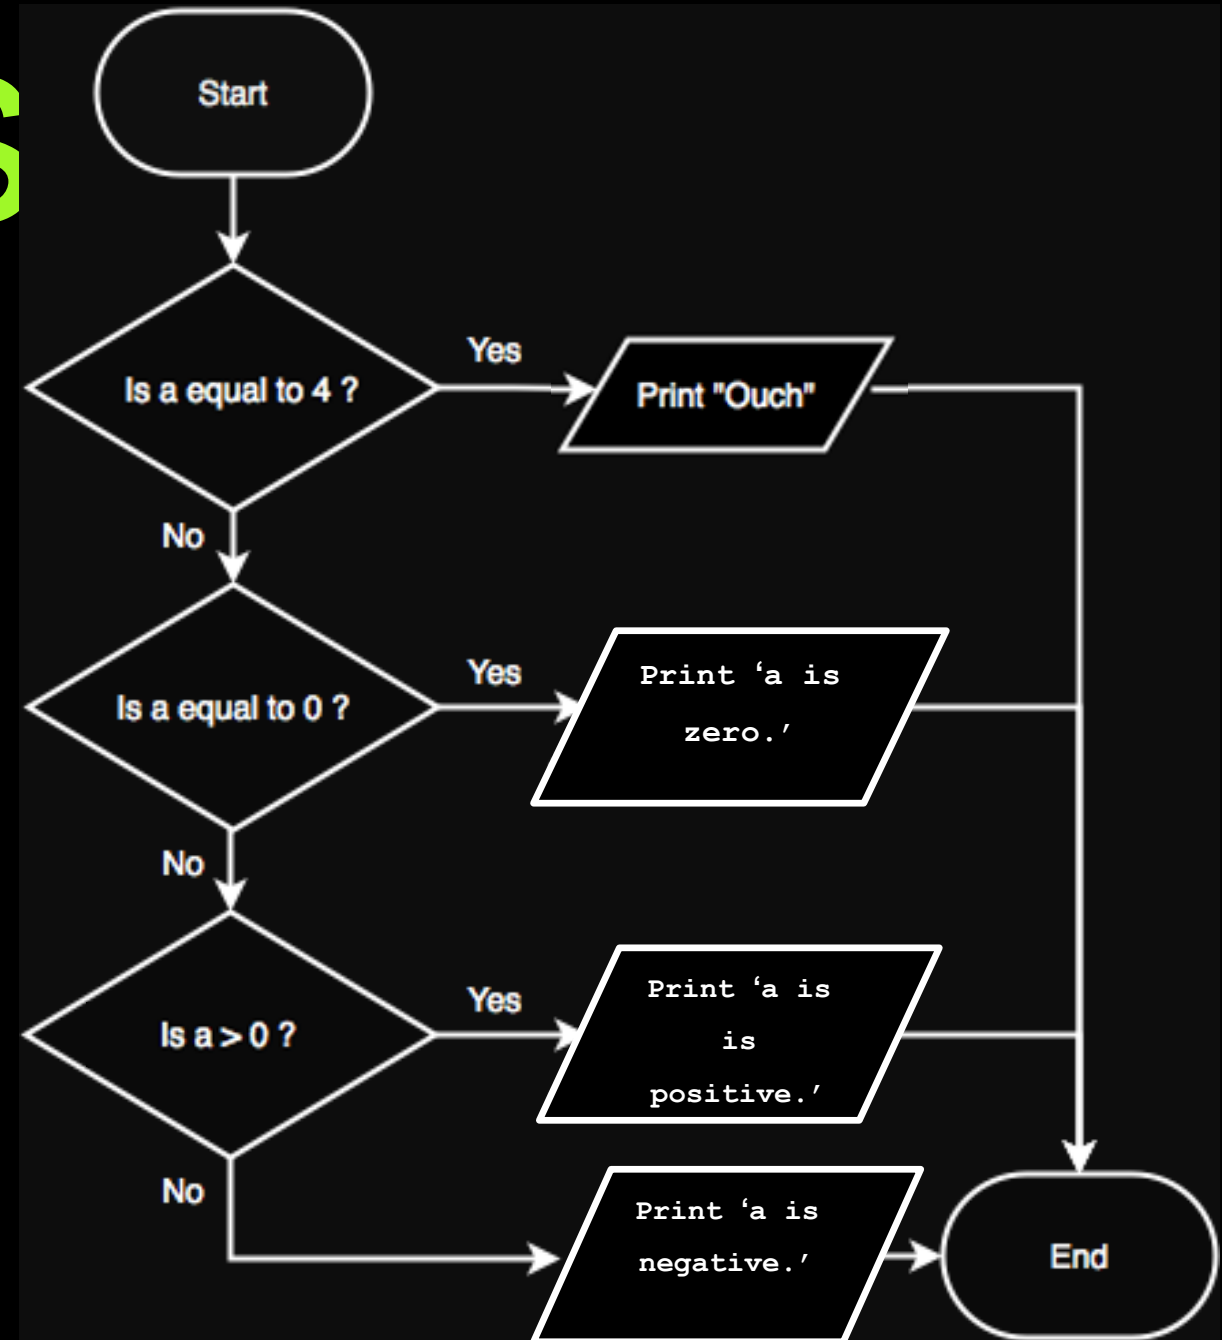 Start
Is a equal to 4 ?
Yes
Print "Ouch"
No
Is a equal to 0 ?
Yes
Print ‘a is
zero.’
No
Is a > 0 ?
Yes
Print ‘a is
is
positive.’
No
Print ‘a is
negative.’
End